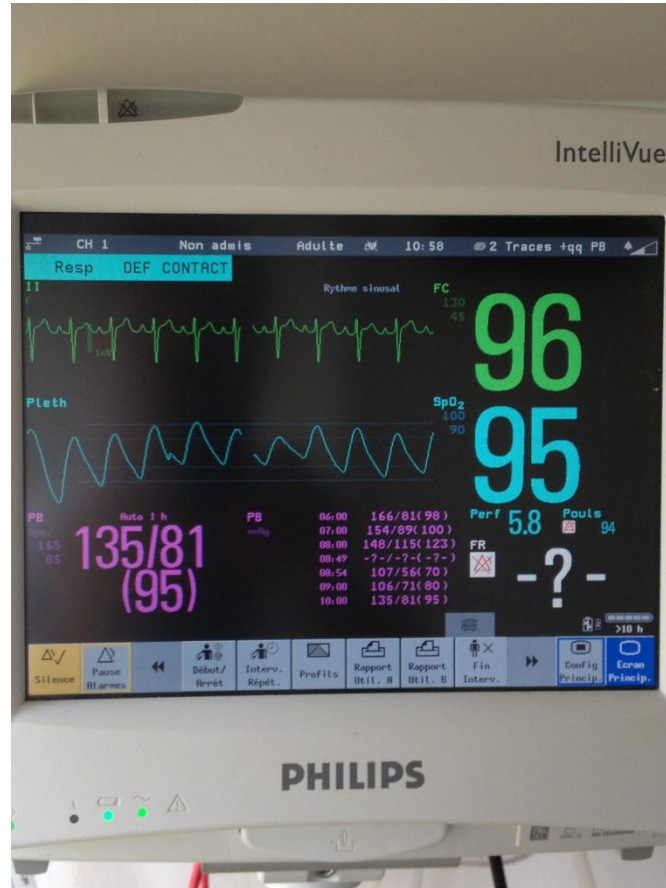 IntelliVue
CH 1 Non admis Adulte 10:58 2 Traces +qq PB
Resp DEF CONTACT
II Rythme sinusal FC
130
45
96
1mV
Pleth SpO₂
100
90
95
PB Auto 1 h PB
Sys.
165
85
135/81
(95)
mmHg
06:00 166/81( 98)
07:00 154/89(100)
08:00 148/115(123)
08:49 -?-/-?-(-?-)
08:54 107/56( 70)
09:00 106/71( 80)
10:00 135/81( 95)
Perf 5.8 Pouls 94
FR
-?-
>10 h
Silence
Pause Alarmes
Début/ Arrêt
Interv. Répét.
Profils
Rapport Util. A
Rapport Util. B
Fin Interv.
Config Princip.
Ecran Princip.
PHILIPS